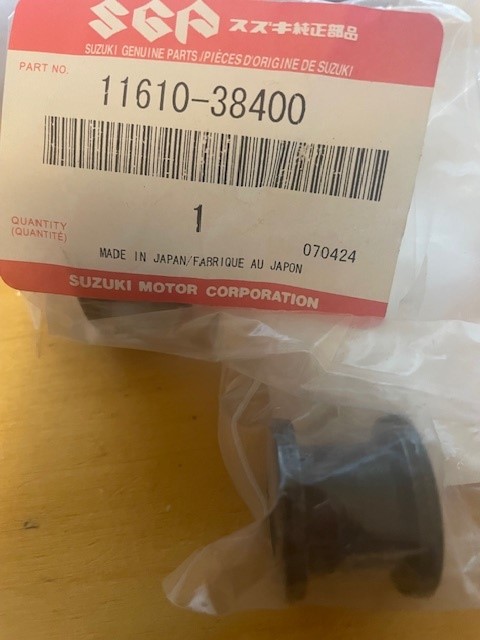 SGP スズキ純正部品
SUZUKI GENUINE PARTS/PIÈCES D'ORIGINE DE SUZUKI
PART NO.
11610-38400
1
QUANTITY
(QUANTITÉ)
070424
MADE IN JAPAN/FABRIQUE AU JAPON
SUZUKI MOTOR CORPORATION